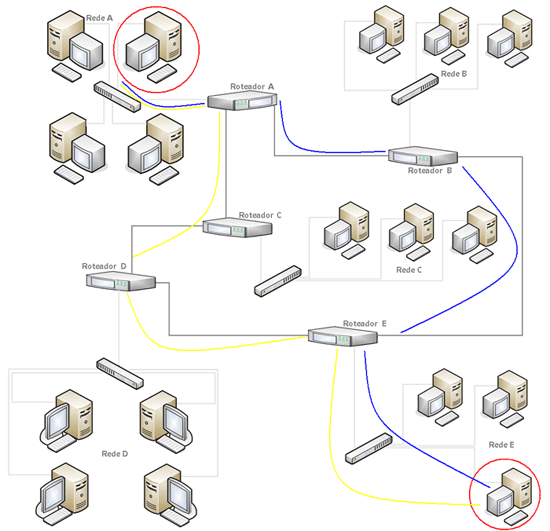 Rede A
Roteador A
Rede B
Roteador B
Roteador C
Rede C
Roteador D
Roteador E
Rede D
Rede E